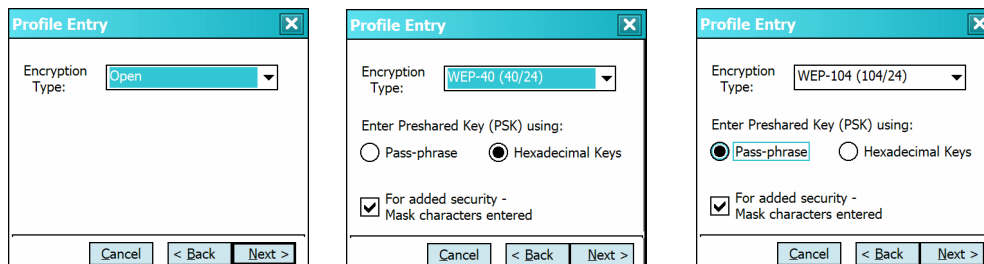 Profile Entry
Encryption
Type:
Open
Cancel
< Back
Next >
Profile Entry
Encryption
Type:
WEP-40 (40/24)
Enter Preshared Key (PSK) using:
Pass-phrase
Hexadecimal Keys
For added security -
Mask characters entered
Cancel
< Back
Next >
Profile Entry
Encryption
Type:
WEP-104 (104/24)
Enter Preshared Key (PSK) using:
Pass-phrase
Hexadecimal Keys
For added security -
Mask characters entered
Cancel
< Back
Next >